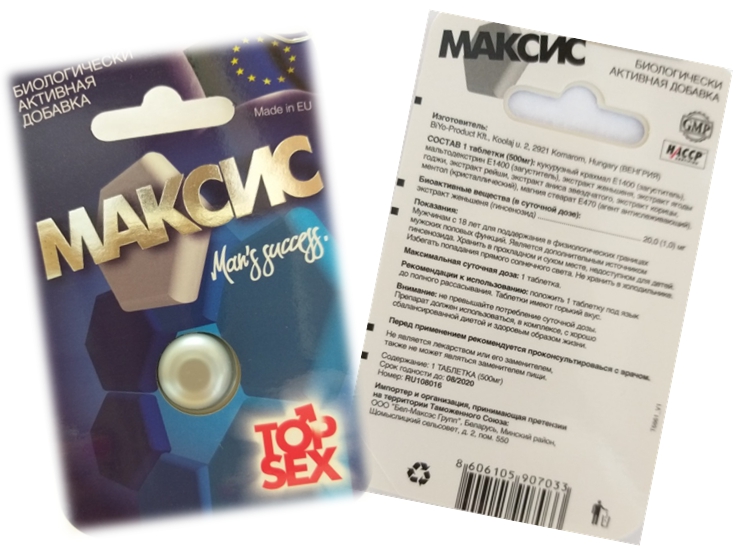 БИОЛОГИЧЕСКИ
АКТИВНАЯ
ДОБАВКА
Made in EU
МАКСИС
Man's success.
TOP
SEX
МАКСИС
БИОЛОГИЧЕСКИ
АКТИВНАЯ ДОБАВКА
GMP
HACCP
Изготовитель:
BiYo-Product Kft., Koolaj u. 2, 2921 Komarom, Hungary (ВЕНГРИЯ)
СОСТАВ 1 таблетки (500мг): кукурузный крахмал E1400 (загуститель),
мальтодекстрин E1400 (загуститель), экстракт женьшеня, экстракт ягоды
годжи, экстракт рейши, экстракт аниса звездчатого, экстракт корицы,
ментол (кристаллический), магния стеарат E470 (агент антислеживающий).
Биоактивные вещества (в суточной дозе):
экстракт женьшеня (гинсенозид) 20,0 (1,0) мг
Показания:
Мужчинам с 18 лет для поддержания в физиологических границах
мужских половых функций. Является дополнительным источником
гинсенозида. Хранить в прохладном и сухом месте, недоступном для детей.
Избегать попадания прямого солнечного света. Не хранить в холодильнике.
Максимальная суточная доза: 1 таблетка.
Рекомендации к использованию: положить 1 таблетку под язык
до полного рассасывания. Таблетки имеют горький вкус.
Внимание: не превышайте потребление суточной дозы.
Препарат должен использоваться, в комплексе, с хорошо
сбалансированной диетой и здоровым образом жизни.
Перед применением рекомендуется проконсультироваться с врачом.
Не является лекарством или его заменителем,
также не может являться заменителем пищи.
Содержание: 1 ТАБЛЕТКА (500мг)
Срок годности до: 08/2020
Номер: RU108016
Импортер и организация, принимающая претензии
на территории Таможенного Союза:
ООО "Бел-Максэс Групп", Беларусь, Минский район,
Щомыслицкий сельсовет, д. 2, пом. 550
8 606105 907033